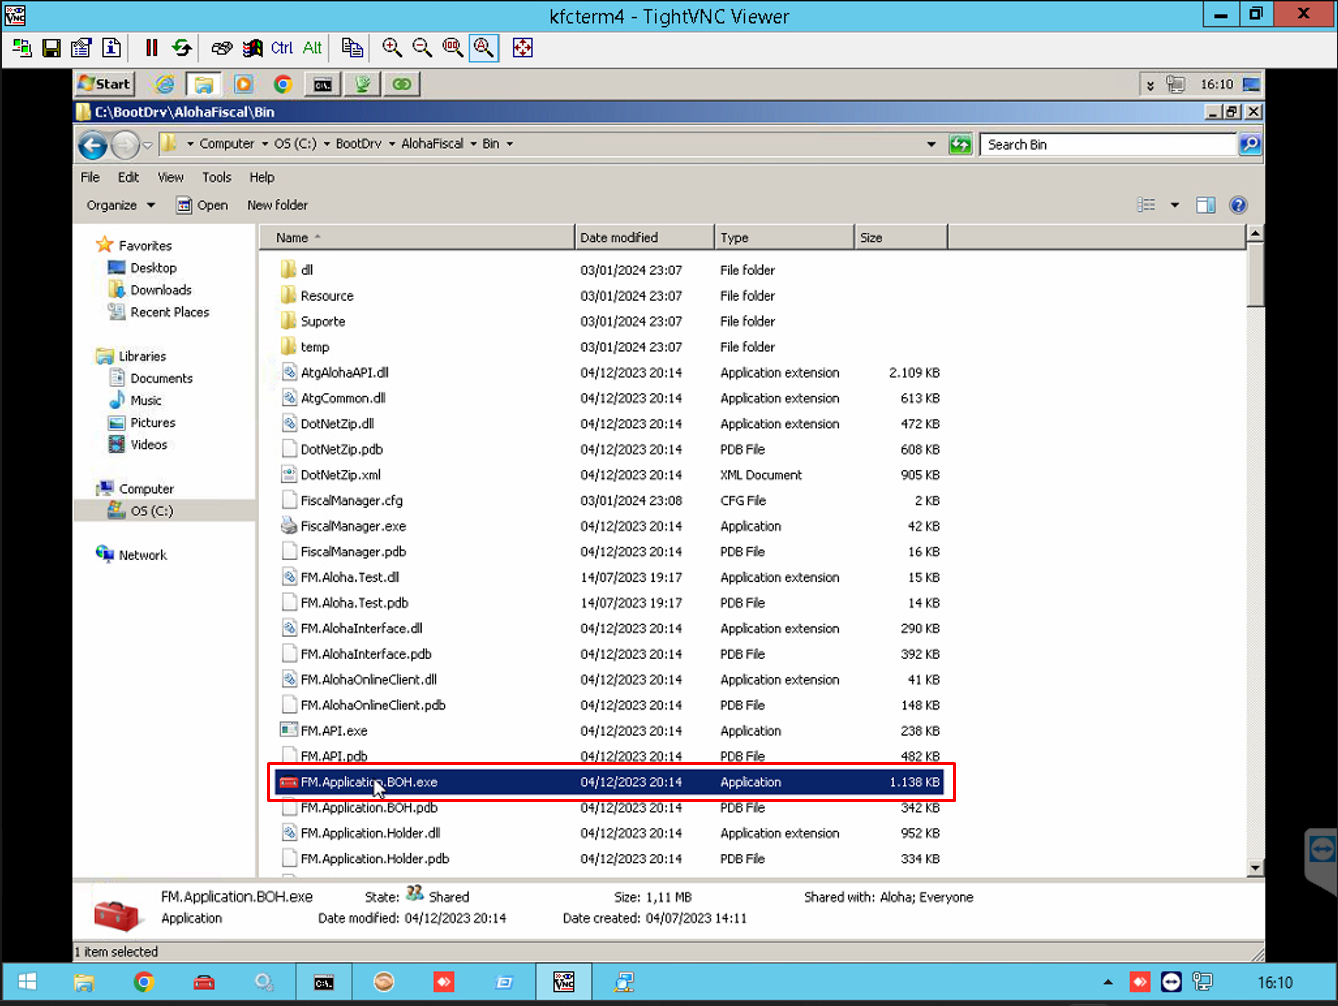 kfcterm4 - TightVNC Viewer
Ctrl Alt
Start
16:10
C:\BootDrv\AlohaFiscal\Bin
Computer OS (C:) BootDrv AlohaFiscal Bin
Search Bin
File Edit View Tools Help
Organize Open New folder
Name Date modified Type Size
Favorites
Desktop
Downloads
Recent Places
Libraries
Documents
Music
Pictures
Videos
Computer
OS (C:)
Network
dll 03/01/2024 23:07 File folder
Resource 03/01/2024 23:07 File folder
Suporte 03/01/2024 23:07 File folder
temp 03/01/2024 23:07 File folder
AtgAlohaAPI.dll 04/12/2023 20:14 Application extension 2.109 KB
AtgCommon.dll 04/12/2023 20:14 Application extension 613 KB
DotNetZip.dll 04/12/2023 20:14 Application extension 472 KB
DotNetZip.pdb 04/12/2023 20:14 PDB File 608 KB
DotNetZip.xml 04/12/2023 20:14 XML Document 905 KB
FiscalManager.cfg 03/01/2024 23:08 CFG File 2 KB
FiscalManager.exe 04/12/2023 20:14 Application 42 KB
FiscalManager.pdb 04/12/2023 20:14 PDB File 16 KB
FM.Aloha.Test.dll 14/07/2023 19:17 Application extension 15 KB
FM.Aloha.Test.pdb 14/07/2023 19:17 PDB File 14 KB
FM.AlohaInterface.dll 04/12/2023 20:14 Application extension 290 KB
FM.AlohaInterface.pdb 04/12/2023 20:14 PDB File 392 KB
FM.AlohaOnlineClient.dll 04/12/2023 20:14 Application extension 41 KB
FM.AlohaOnlineClient.pdb 04/12/2023 20:14 PDB File 148 KB
FM.API.exe 04/12/2023 20:14 Application 238 KB
FM.API.pdb 04/12/2023 20:14 PDB File 482 KB
FM.Application.BOH.exe 04/12/2023 20:14 Application 1.138 KB
FM.Application.BOH.pdb 04/12/2023 20:14 PDB File 342 KB
FM.Application.Holder.dll 04/12/2023 20:14 Application extension 952 KB
FM.Application.Holder.pdb 04/12/2023 20:14 PDB File 334 KB
FM.Application.BOH.exe State: Shared Size: 1,11 MB Shared with: Aloha; Everyone
Application Date modified: 04/12/2023 20:14 Date created: 04/07/2023 14:11
1 item selected
16:10